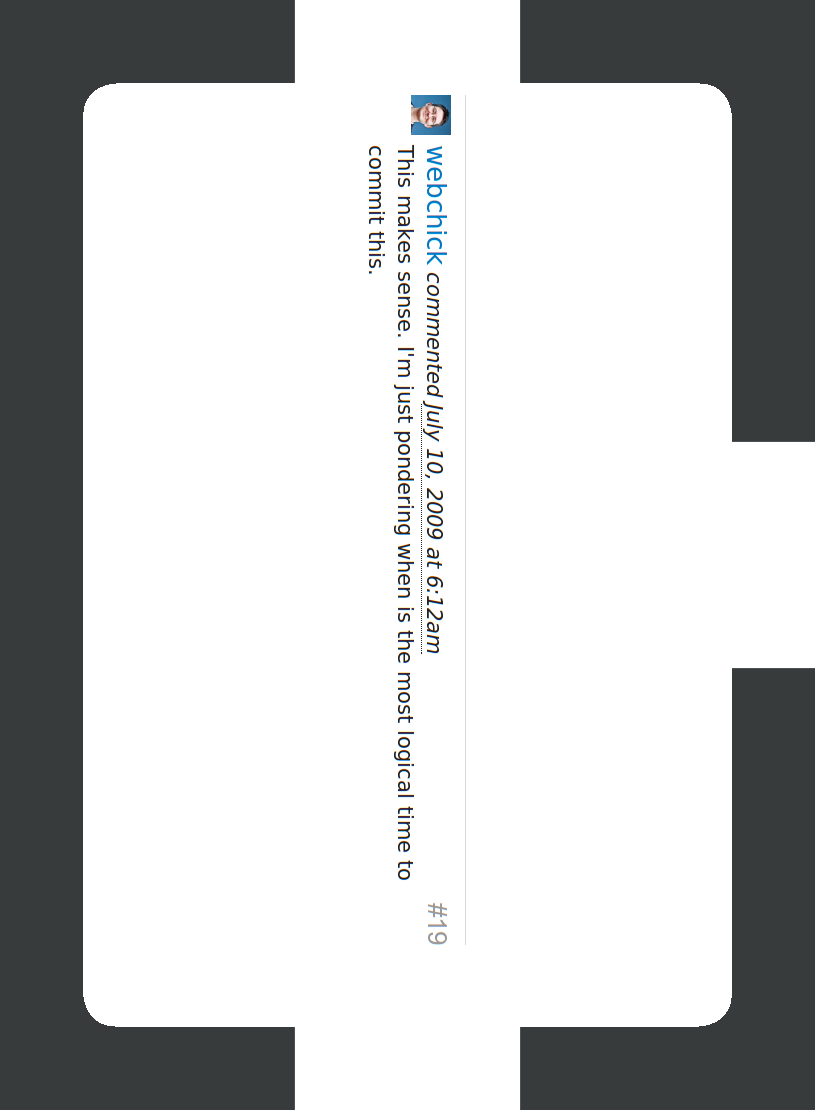 webchick commented July 10, 2009 at 6:12am
#19
This makes sense. I'm just pondering when is the most logical time to
commit this.